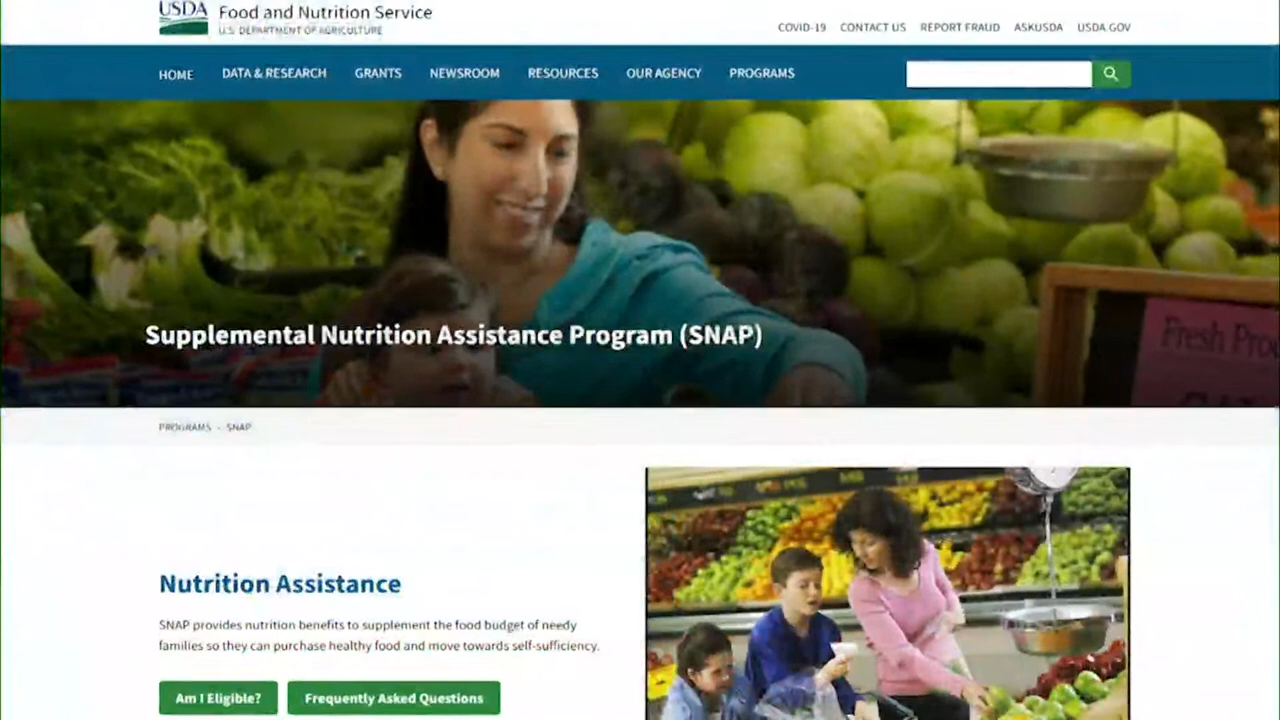 USDA
Food and Nutrition Service
U.S. DEPARTMENT OF AGRICULTURE
COVID-19 CONTACT US REPORT FRAUD ASKUSDA USDA.GOV
HOME DATA & RESEARCH GRANTS NEWSROOM RESOURCES OUR AGENCY PROGRAMS
Fresh
Supplemental Nutrition Assistance Program (SNAP)
PROGRAMS - SNAP
Nutrition Assistance
SNAP provides nutrition benefits to supplement the food budget of needy
families so they can purchase healthy food and move towards self-sufficiency.
Am I Eligible? Frequently Asked Questions